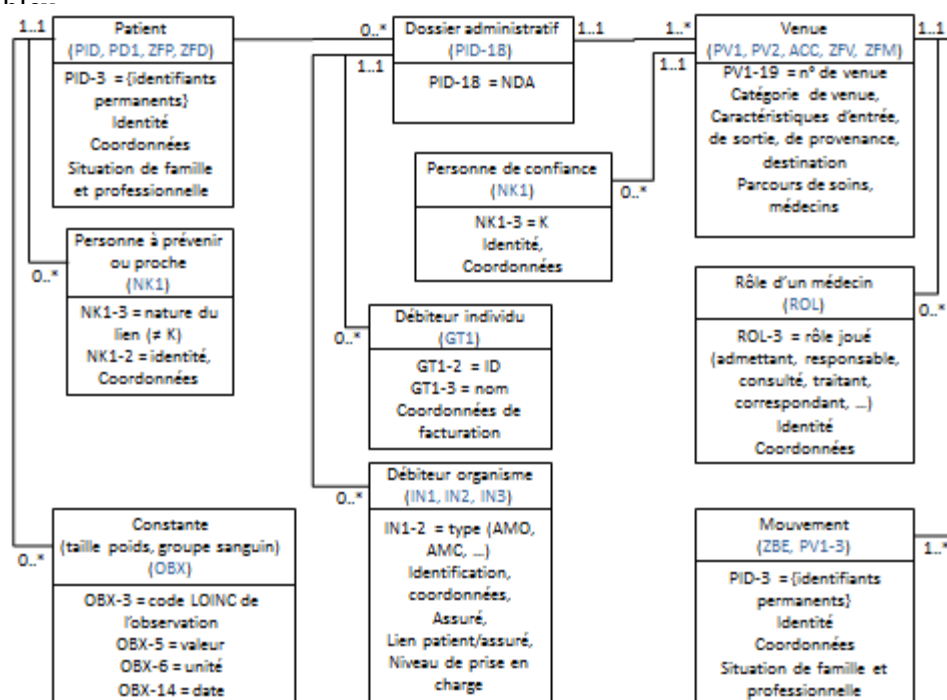 1..1
Patient
(PID, PD1, ZFP, ZFD)
PID-3 = {identifiants
permanents}
Identité
Coordonnées
Situation de famille
et professionnelle
0..*
Dossier administratif
(PID-18)
PID-18 = NDA
1..1
1..1
1..*
Venue
(PV1, PV2, ACC, ZFV, ZFM)
PV1-19 = n° de venue
Catégorie de venue,
Caractéristiques d'entrée,
de sortie, de provenance,
destination
Parcours de soins,
médecins
1..1
1..1
Personne de confiance
(NK1)
NK1-3 = K
Identité,
Coordonnées
0..*
Personne à prévenir
ou proche
(NK1)
NK1-3 = nature du
lien (≠ K)
NK1-2 = identité,
Coordonnées
0..*
Débiteur individu
(GT1)
GT1-2 = ID
GT1-3 = nom
Coordonnées de
facturation
0..*
Rôle d'un médecin
(ROL)
ROL-3 = rôle joué
(admettant, responsable,
consulté, traitant,
correspondant, ...)
Identité
Coordonnées
0..*
Débiteur organisme
(IN1, IN2, IN3)
IN1-2 = type (AMO,
AMC, ...)
Identification,
coordonnées,
Assuré,
Lien patient/assuré,
Niveau de prise en
charge
0..*
Constante
(taille poids, groupe sanguin)
(OBX)
OBX-3 = code LOINC de
l'observation
OBX-5 = valeur
OBX-6 = unité
OBX-14 = date
0..*
Mouvement
(ZBE, PV1-3)
PID-3 = {identifiants
permanents}
Identité
Coordonnées
Situation de famille et
professionnelle
1..*